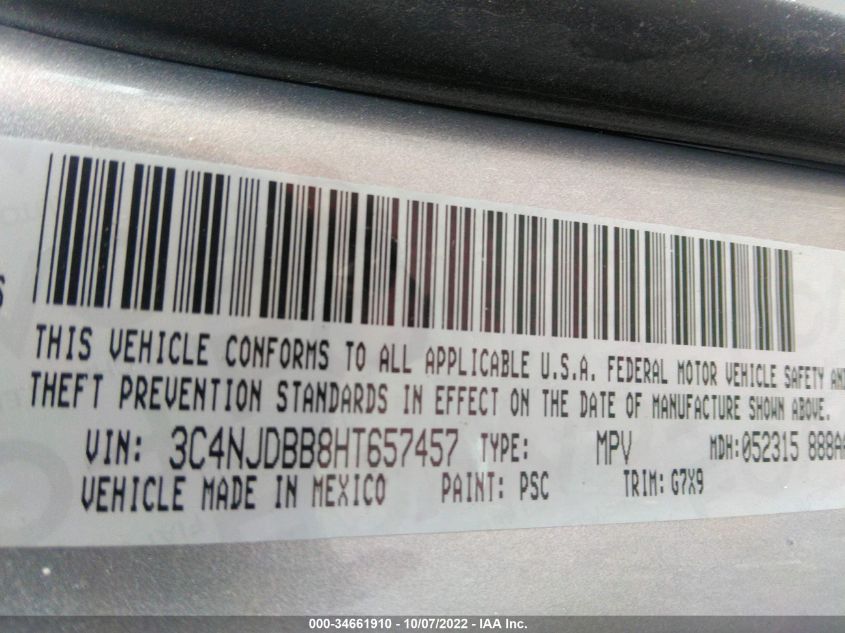 THIS VEHICLE CONFORMS TO ALL APPLICABLE U.S.A. FEDERAL MOTOR VEHICLE SAFETY AND
THEFT PREVENTION STANDARDS IN EFFECT ON THE DATE OF MANUFACTURE SHOWN ABOVE.
VIN: 3C4NJDBB8HT657457 TYPE: MPV MDH:052315 888AA
VEHICLE MADE IN MEXICO PAINT: PSC TRIM: G7X9
000-34661910 - 10/07/2022 - IAA Inc.